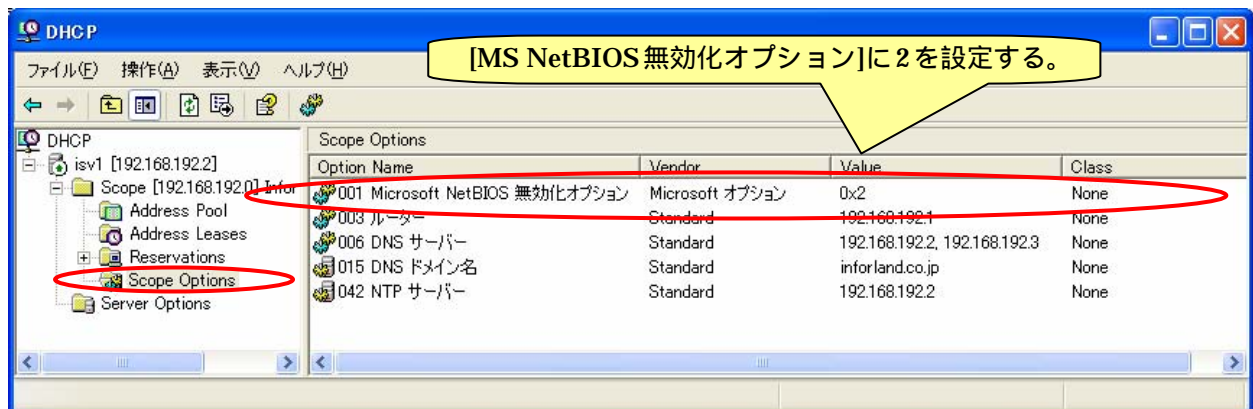 DHCP
[MS NetBIOS無効化オプション]に2を設定する。
ファイル(F) 操作(A) 表示(V) ヘルプ(H)
DHCP
isv1 [192.168.192.2]
Scope [192.168.192.0] Infor
Address Pool
Address Leases
Reservations
Scope Options
Server Options
Scope Options
Option Name Vendor Value Class
001 Microsoft NetBIOS 無効化オプション Microsoft オプション 0x2 None
003 ルーター Standard 192.168.192.1 None
006 DNS サーバー Standard 192.168.192.2, 192.168.192.3 None
015 DNS ドメイン名 Standard inforland.co.jp None
042 NTP サーバー Standard 192.168.192.2 None